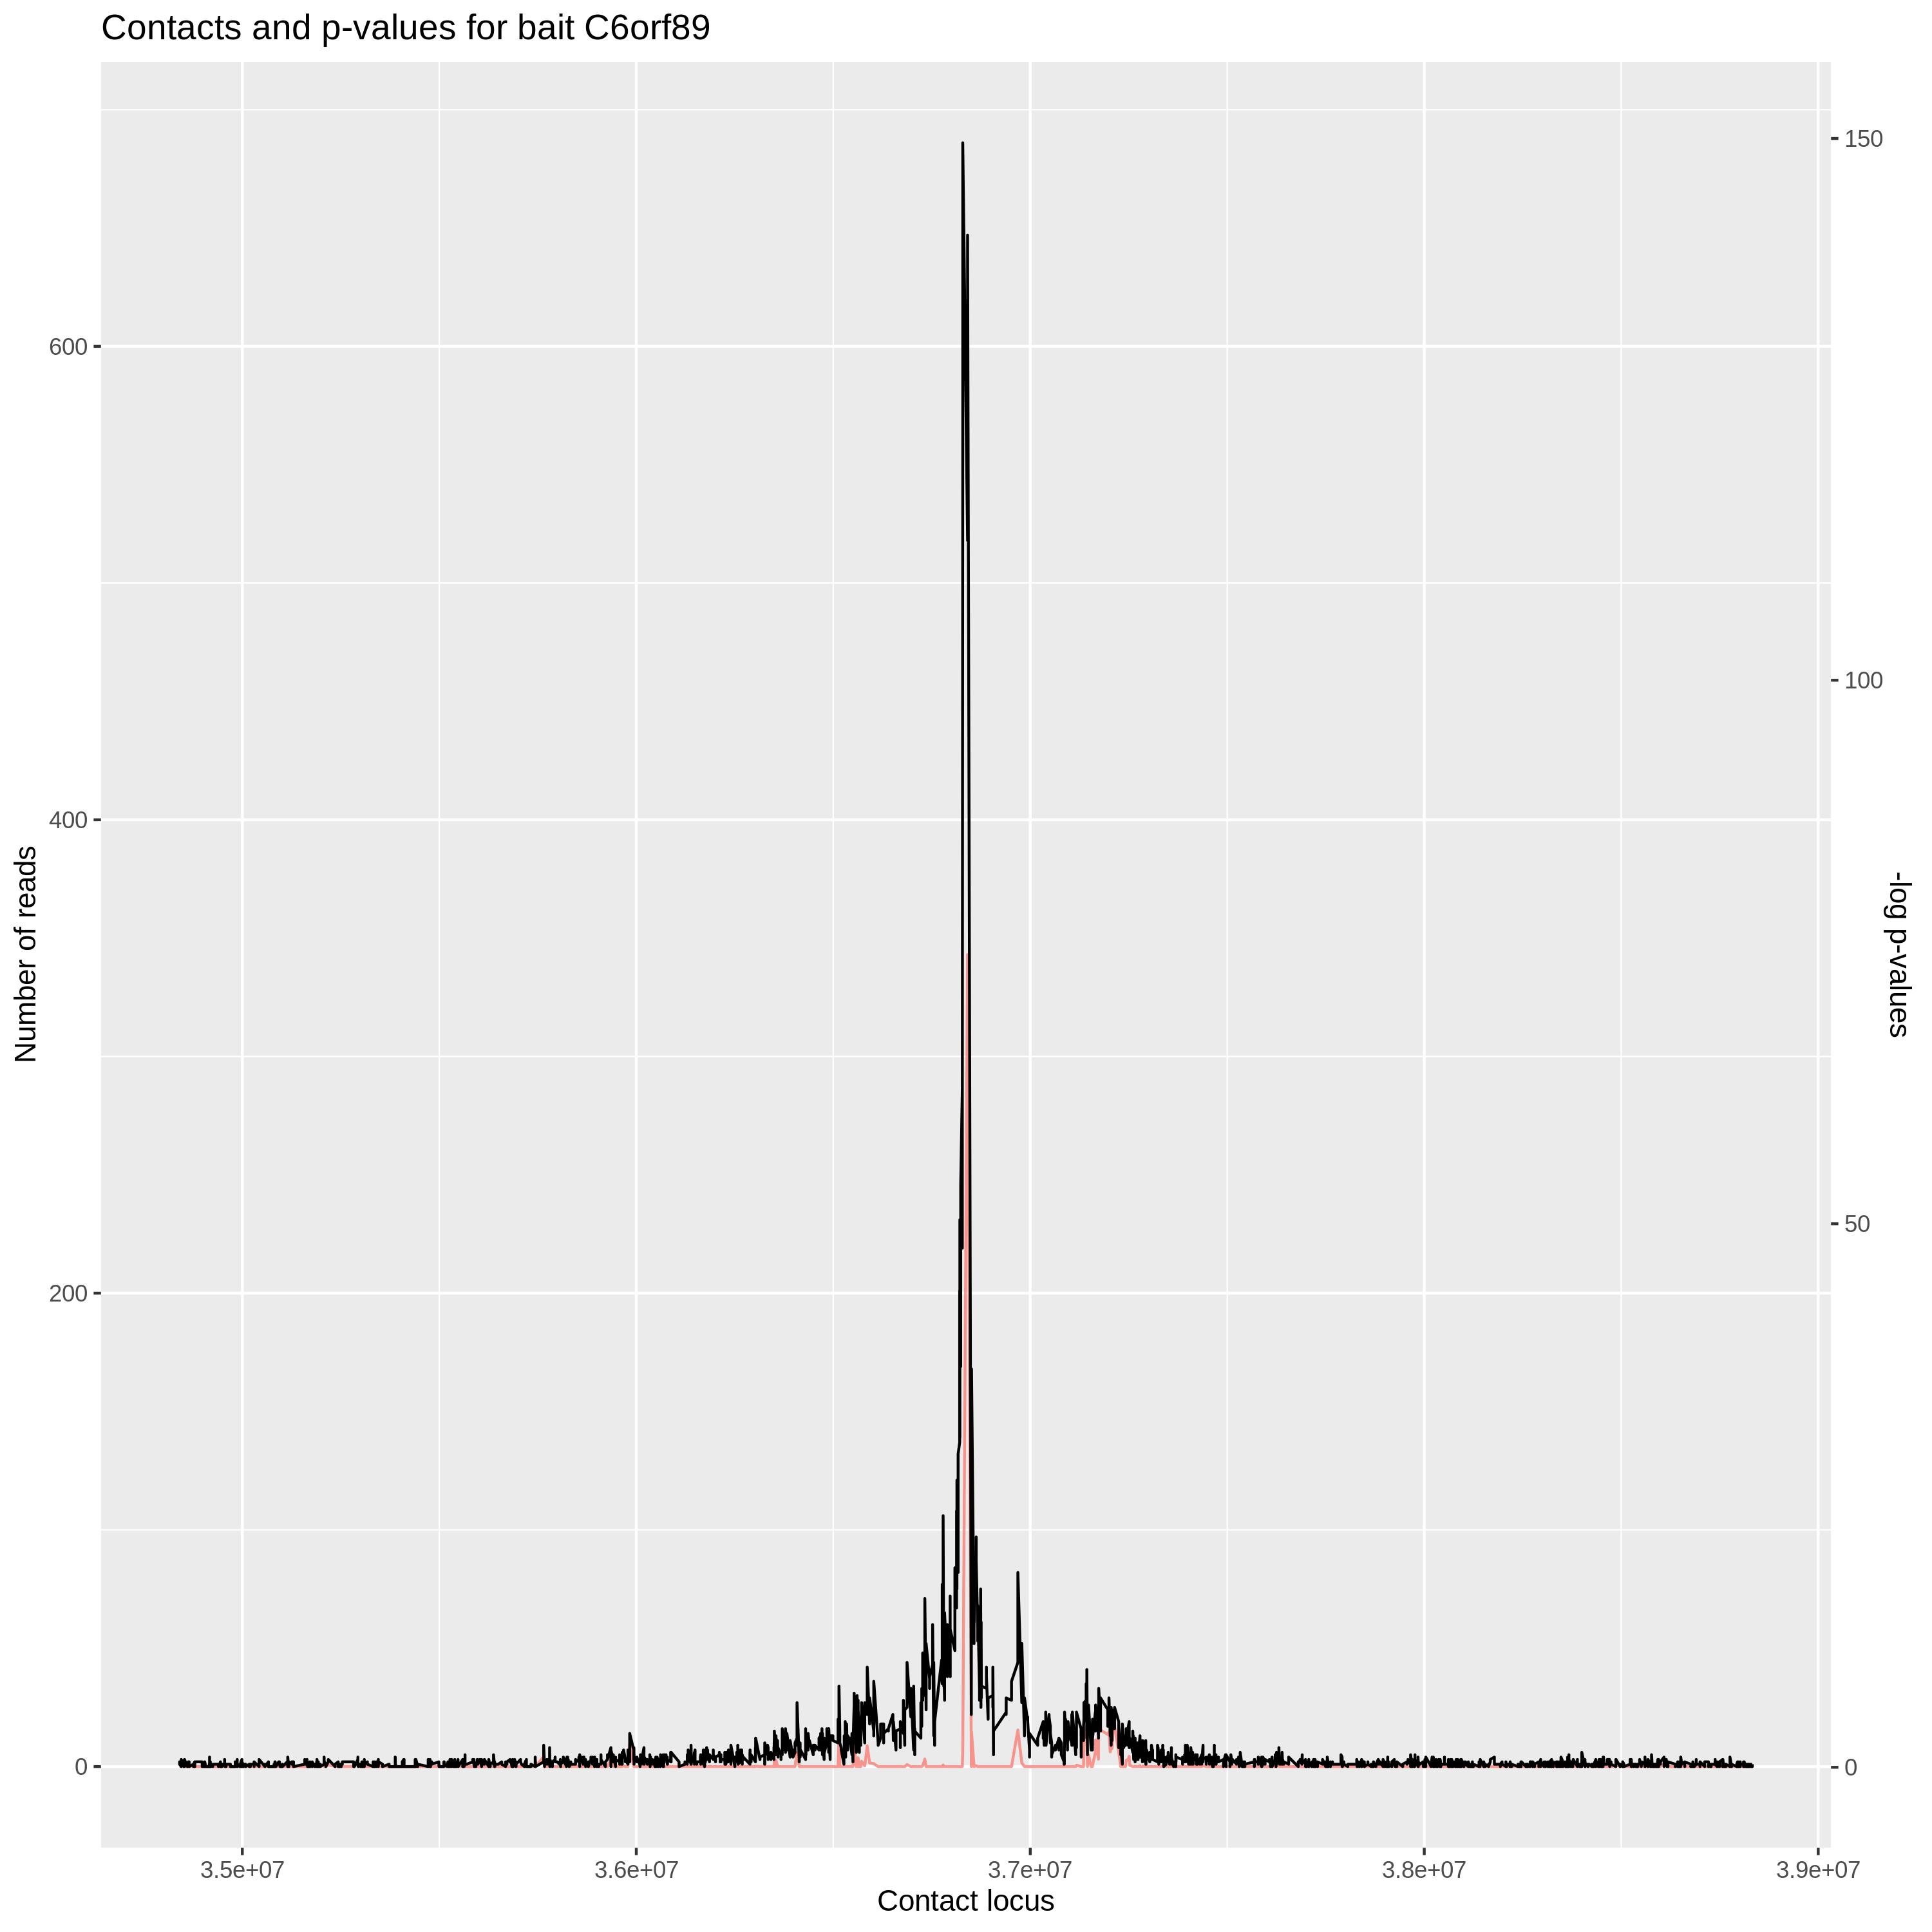 Contacts and p-values for bait C6orf89
150
600
100
400
Number of reads
-log p-values
50
200
0
0
3.5e+07 3.6e+07 3.7e+07 3.8e+07 3.9e+07
Contact locus